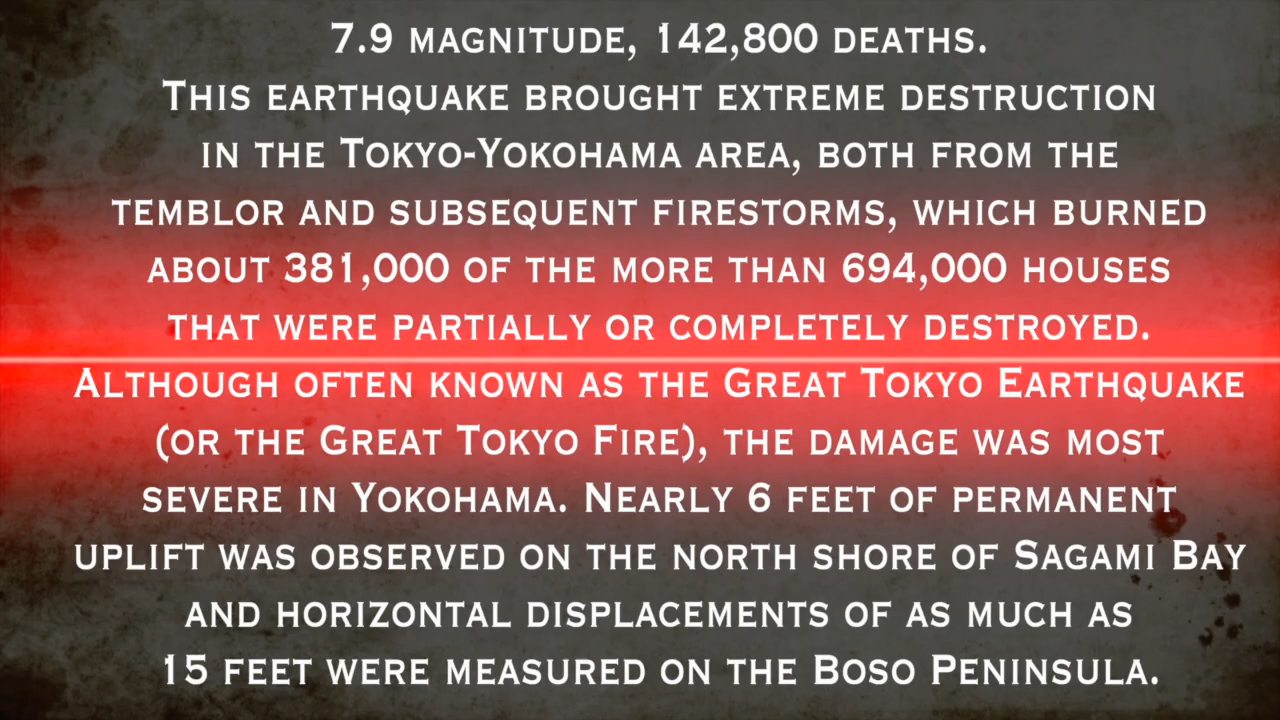 7.9 MAGNITUDE, 142,800 DEATHS.
THIS EARTHQUAKE BROUGHT EXTREME DESTRUCTION
IN THE TOKYO-YOKOHAMA AREA, BOTH FROM THE
TEMBLOR AND SUBSEQUENT FIRESTORMS, WHICH BURNED
ABOUT 381,000 OF THE MORE THAN 694,000 HOUSES
THAT WERE PARTIALLY OR COMPLETELY DESTROYED.
ALTHOUGH OFTEN KNOWN AS THE GREAT TOKYO EARTHQUAKE
(OR THE GREAT TOKYO FIRE), THE DAMAGE WAS MOST
SEVERE IN YOKOHAMA. NEARLY 6 FEET OF PERMANENT
UPLIFT WAS OBSERVED ON THE NORTH SHORE OF SAGAMI BAY
AND HORIZONTAL DISPLACEMENTS OF AS MUCH AS
15 FEET WERE MEASURED ON THE BOSO PENINSULA.